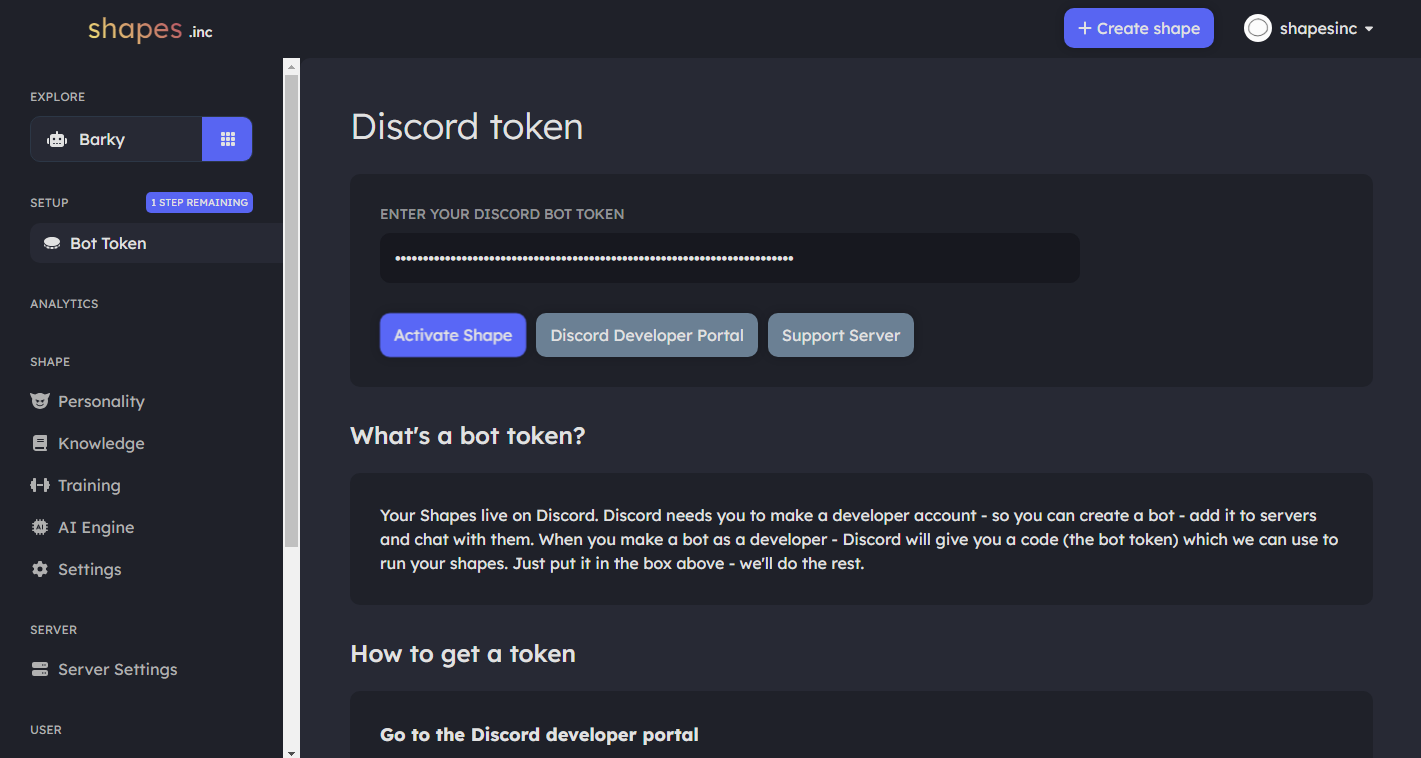 shapes .inc
+ Create shape
shapesinc
EXPLORE
Barky
SETUP
1 STEP REMAINING
Bot Token
ANALYTICS
SHAPE
Personality
Knowledge
Training
AI Engine
Settings
SERVER
Server Settings
USER
Discord token
ENTER YOUR DISCORD BOT TOKEN
Activate Shape
Discord Developer Portal
Support Server
What's a bot token?
Your Shapes live on Discord. Discord needs you to make a developer account - so you can create a bot - add it to servers
and chat with them. When you make a bot as a developer - Discord will give you a code (the bot token) which we can use to
run your shapes. Just put it in the box above - we'll do the rest.
How to get a token
Go to the Discord developer portal